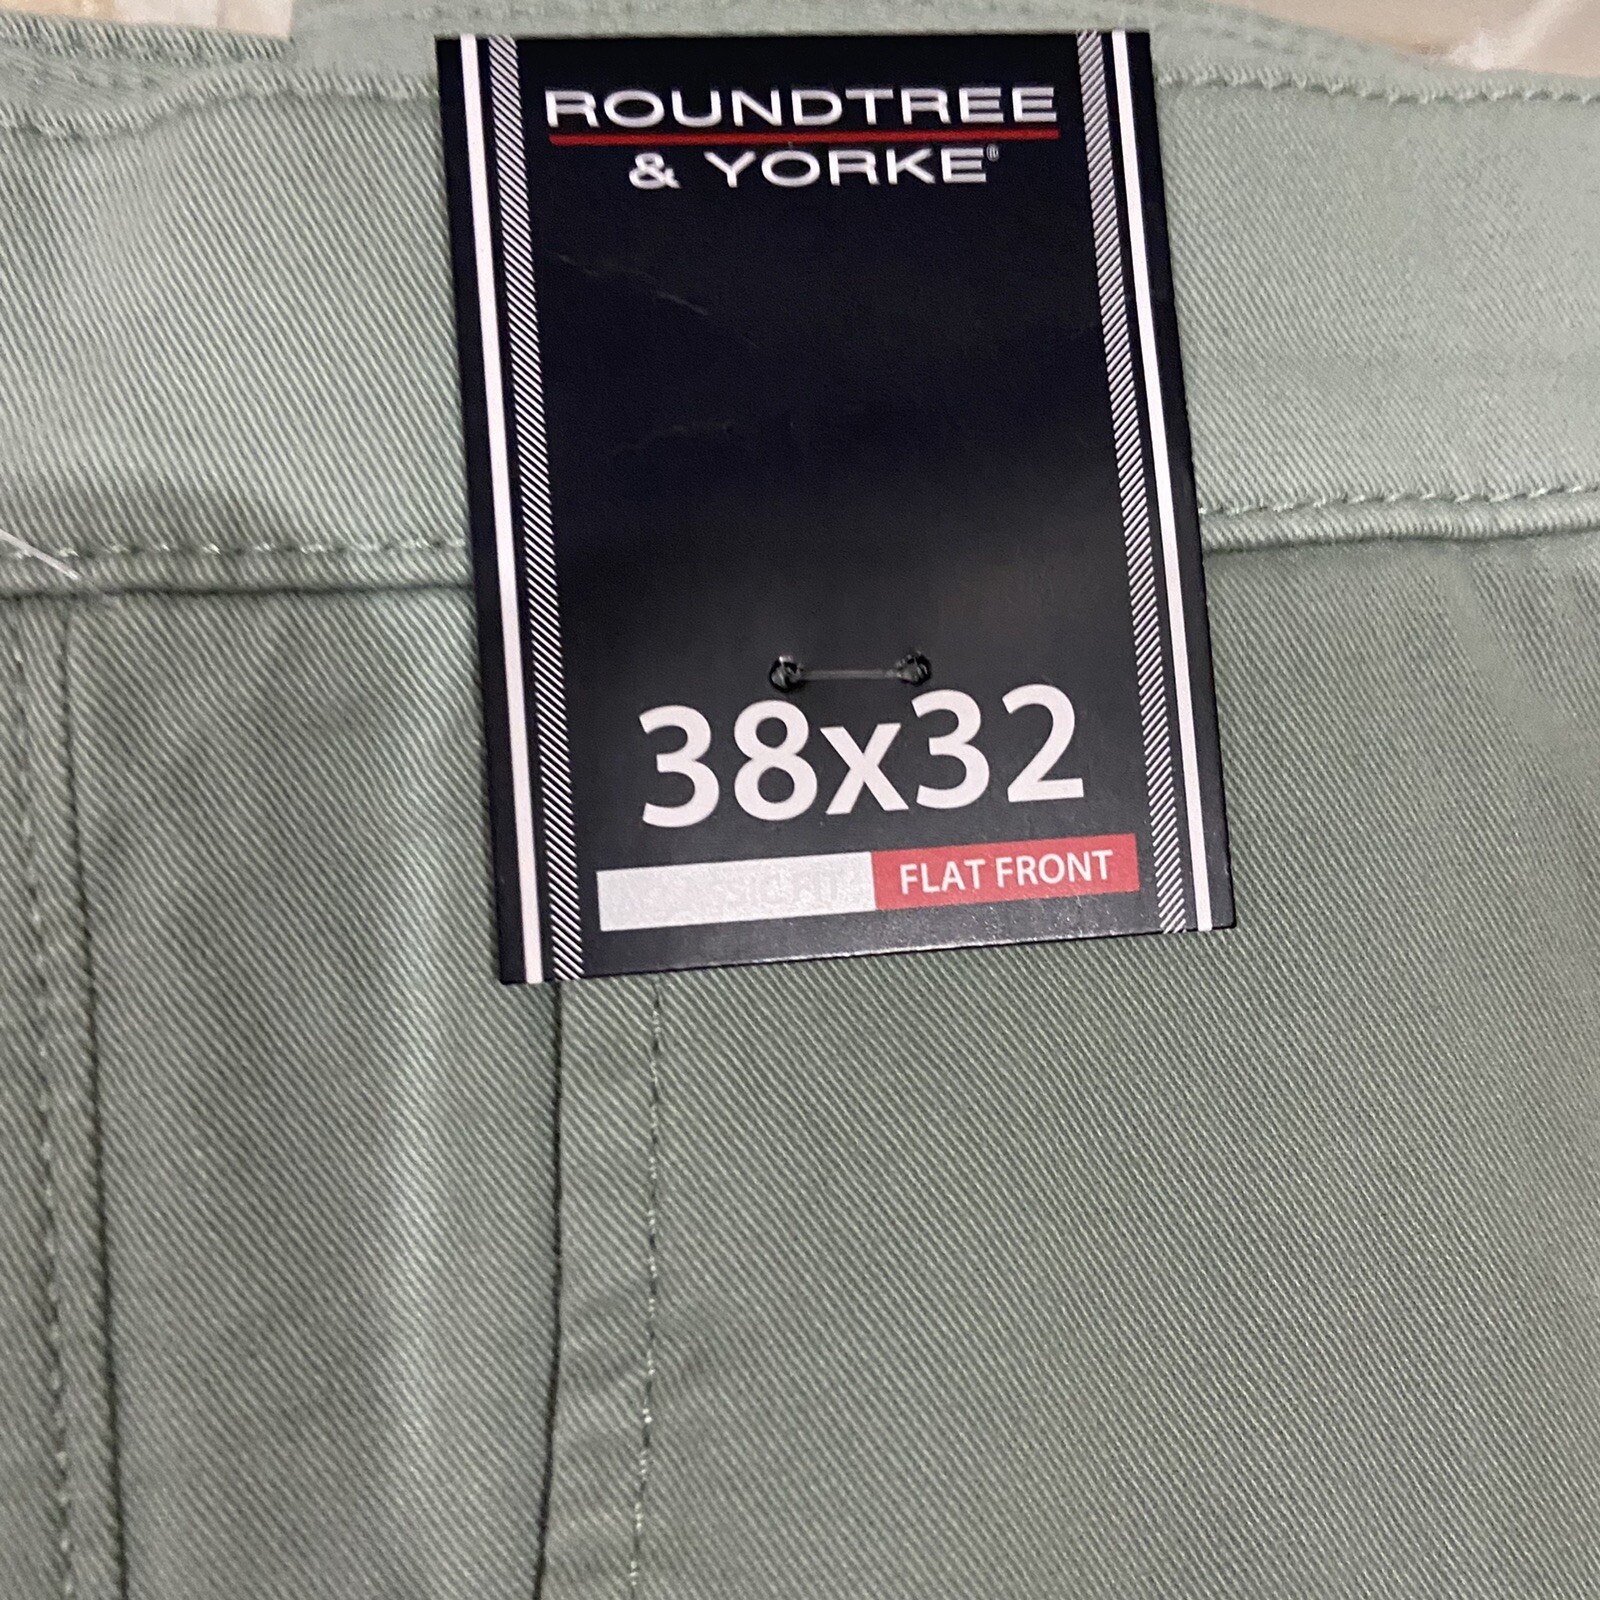 ROUNDTREE
& YORKE®
38x32
FLAT FRONT